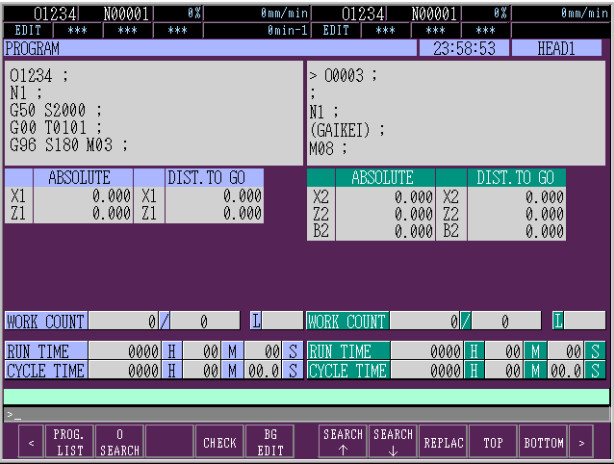 O1234 N00001 0% 0mm/min O1234 N00001 0% 0mm/min
EDIT *** *** *** 0min-1 EDIT *** *** ***
PROGRAM 23:58:53 HEAD1
O1234 ;
N1 ;
G50 S2000 ;
G00 T0101 ;
G96 S180 M03 ;
> O0003 ;
;
N1 ;
(GAIKEI) ;
M08 ;
ABSOLUTE DIST.TO GO
X1 0.000 X1 0.000
Z1 0.000 Z1 0.000
ABSOLUTE DIST.TO GO
X2 0.000 X2 0.000
Z2 0.000 Z2 0.000
B2 0.000 B2 0.000
WORK COUNT 0 / 0 L WORK COUNT 0 / 0 L
RUN TIME 0000 H 00 M 00 S RUN TIME 0000 H 00 M 00 S
CYCLE TIME 0000 H 00 M 00.0 S CYCLE TIME 0000 H 00 M 00.0 S
>_
< PROG. LIST O SEARCH CHECK BG EDIT SEARCH ↑ SEARCH ↓ REPLAC TOP BOTTOM >